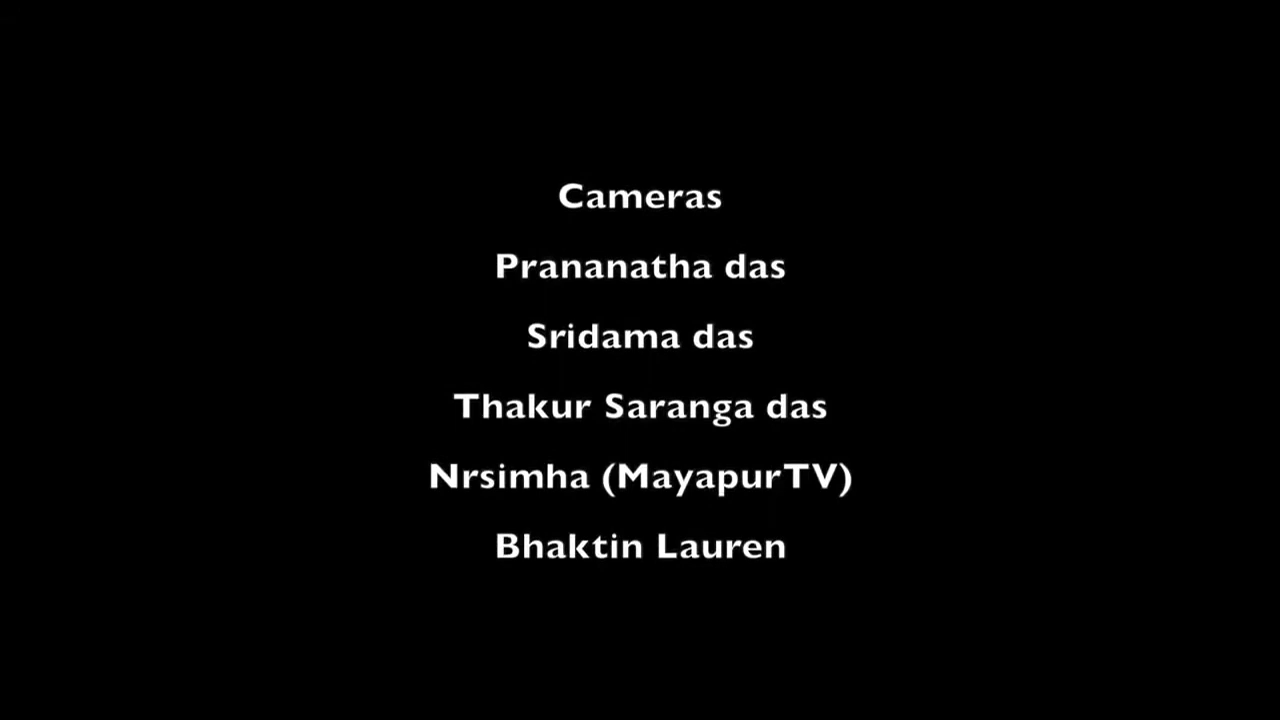 Cameras
Prananatha das
Sridama das
Thakur Saranga das
Nrsimha (MayapurTV)
Bhaktin Lauren